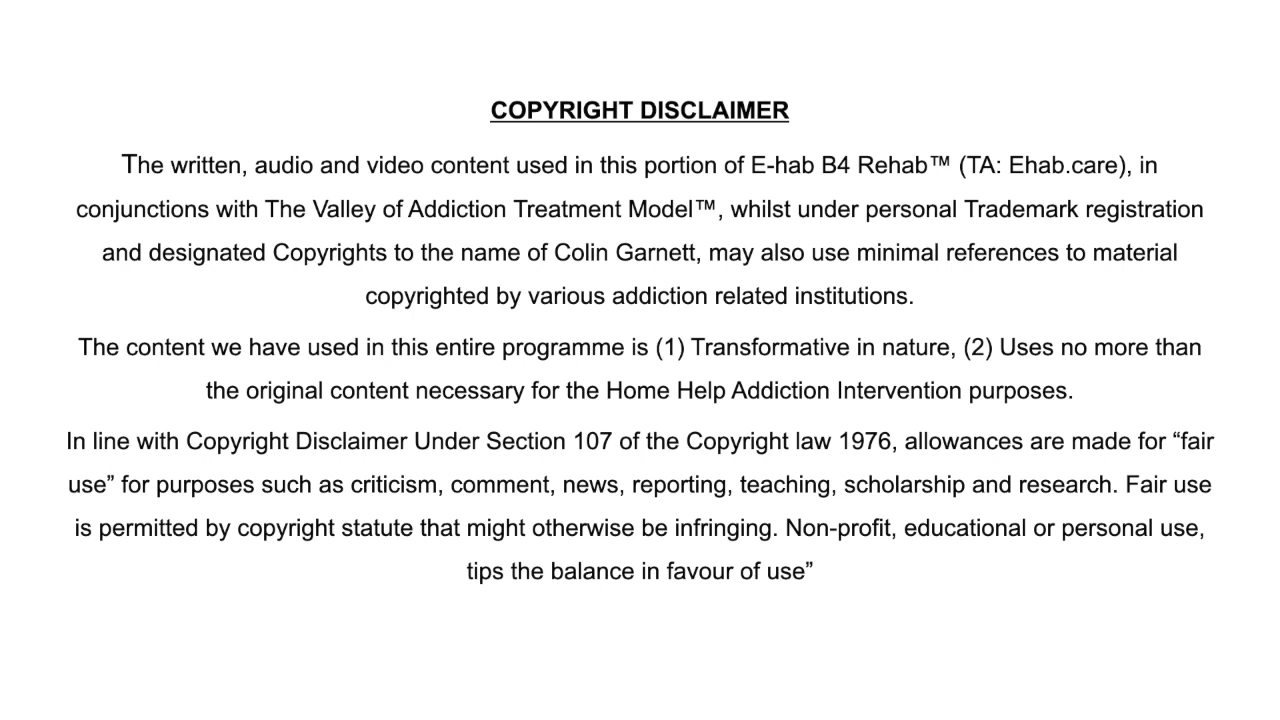 COPYRIGHT DISCLAIMER
The written, audio and video content used in this portion of E-hab B4 Rehab™ (TA: Ehab.care), in
conjunctions with The Valley of Addiction Treatment Model™, whilst under personal Trademark registration
and designated Copyrights to the name of Colin Garnett, may also use minimal references to material
copyrighted by various addiction related institutions.
The content we have used in this entire programme is (1) Transformative in nature, (2) Uses no more than
the original content necessary for the Home Help Addiction Intervention purposes.
In line with Copyright Disclaimer Under Section 107 of the Copyright law 1976, allowances are made for “fair
use” for purposes such as criticism, comment, news, reporting, teaching, scholarship and research. Fair use
is permitted by copyright statute that might otherwise be infringing. Non-profit, educational or personal use,
tips the balance in favour of use”